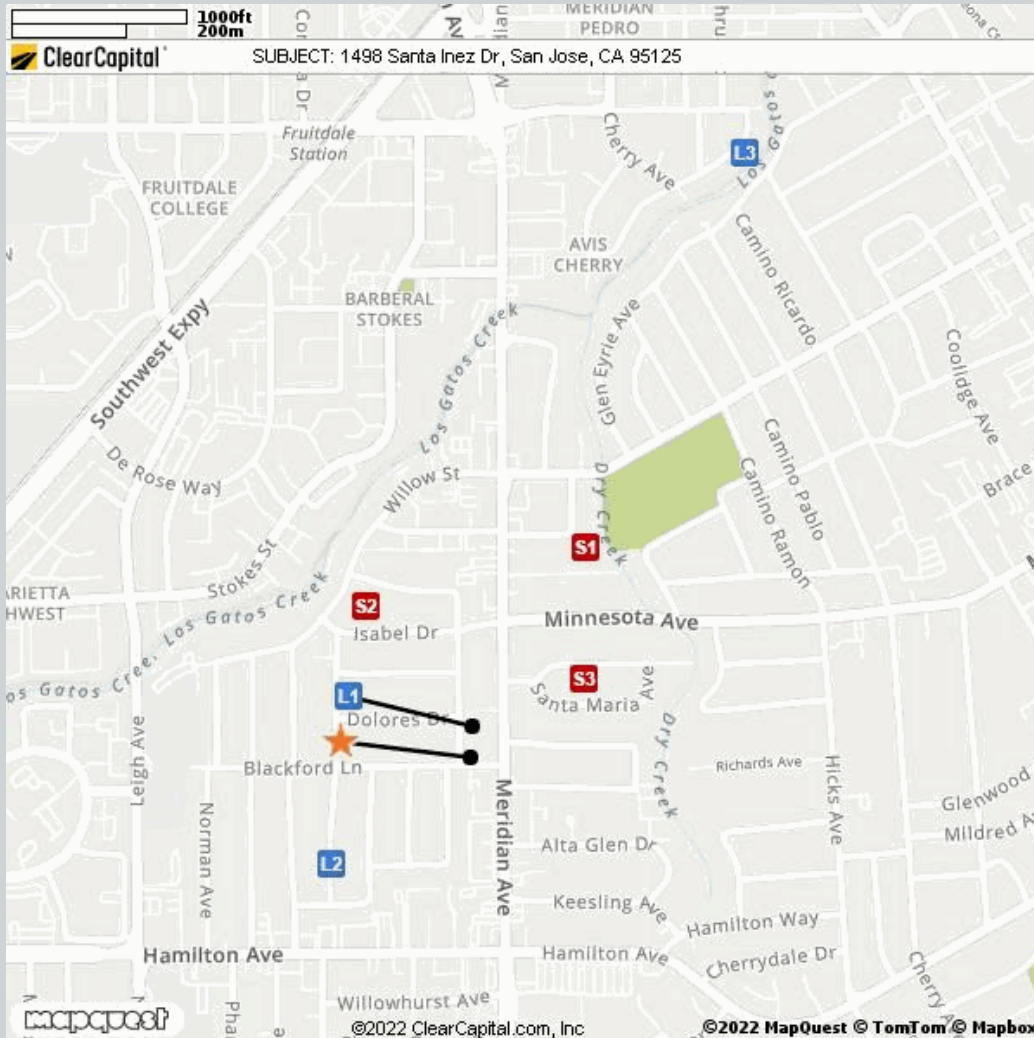 1000ft
200m
ClearCapital
SUBJECT: 1498 Santa Inez Dr, San Jose, CA 95125
MERIDIAN
PEDRO
Fruitdale
Station
Cherry Ave
L3
Los Gatos
FRUITDALE
COLLEGE
AVIS
CHERRY
Camino Ricardo
BARBERAL
STOKES
Southwest Expy
Los Gatos Creek
Glen Eyrie Ave
Coolidge Ave
De Rose Way
Willow St
Dry Creek
Camino Pablo
Camino Ramon
Brace
S1
Stokes St
Los Gatos Creek
S2
Isabel Dr
Minnesota Ave
L1
Dolores Dr
S3
Santa Maria
Ave
Dry Creek
Blackford Ln
Richards Ave
Leigh Ave
Norman Ave
Meridian Ave
Hicks Ave
Glenwood
Mildred
L2
Alta Glen Dr
Keesling Ave
Hamilton Way
Hamilton Ave
Hamilton Ave
Cherrydale Dr
Cherry
Willowhurst Ave
mapquest
©2022 ClearCapital.com, Inc
©2022 MapQuest © TomTom © Mapbox